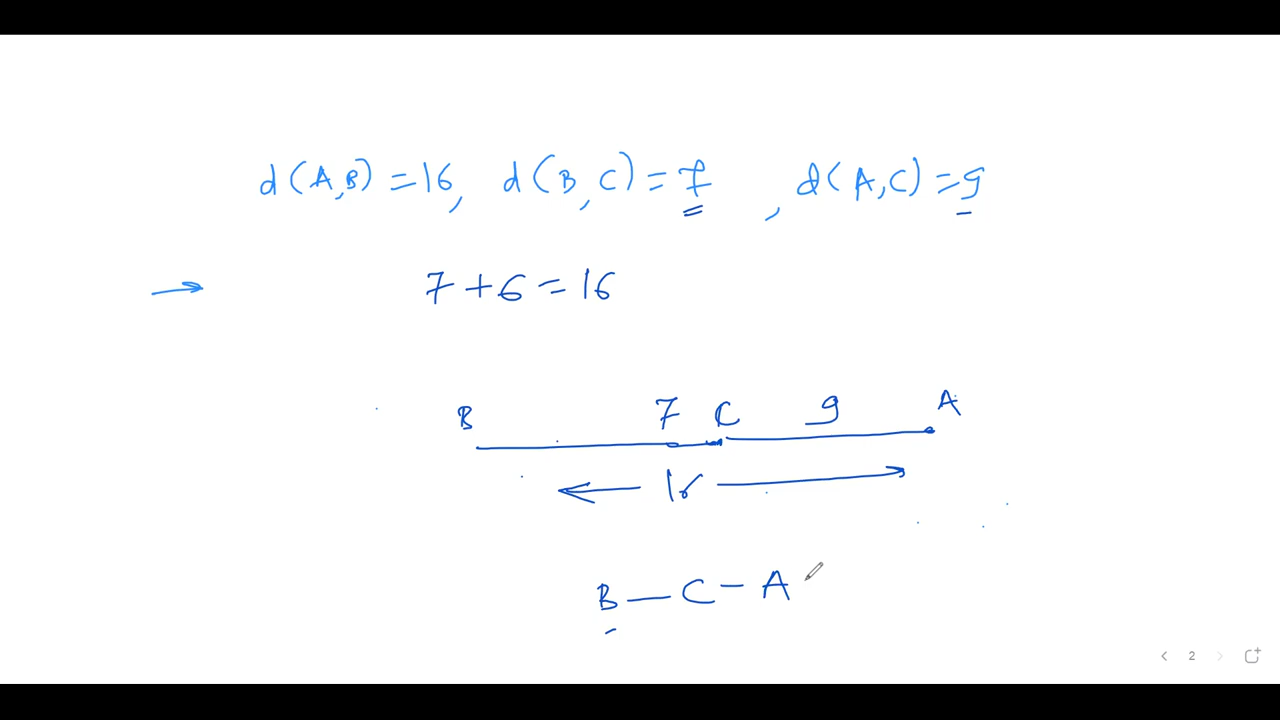 d(A,B)=16, d(B,C)=7, d(A,C)=9
→ 7+6=16
B 7 C 9 A
← 16 →
B — C — A
< 2 >